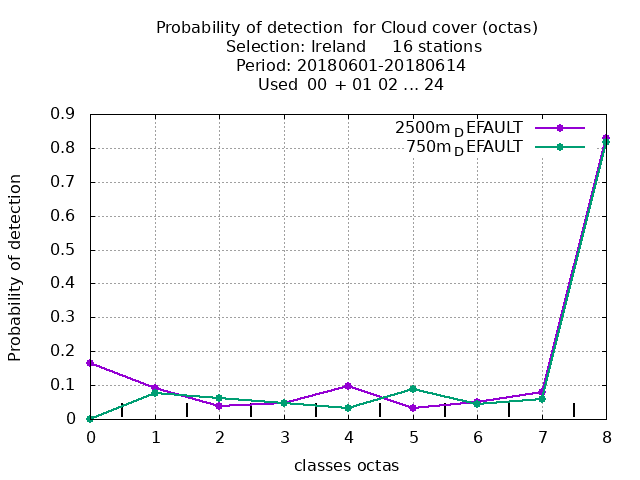 Probability of detection for Cloud cover (octas)
Selection: Ireland 16 stations
Period: 20180601-20180614
Used 00 + 01 02 ... 24
2500m_DEFAULT
750m_DEFAULT
0.9
0.8
0.7
0.6
0.5
0.4
0.3
0.2
0.1
0
Probability of detection
0 1 2 3 4 5 6 7 8
classes octas